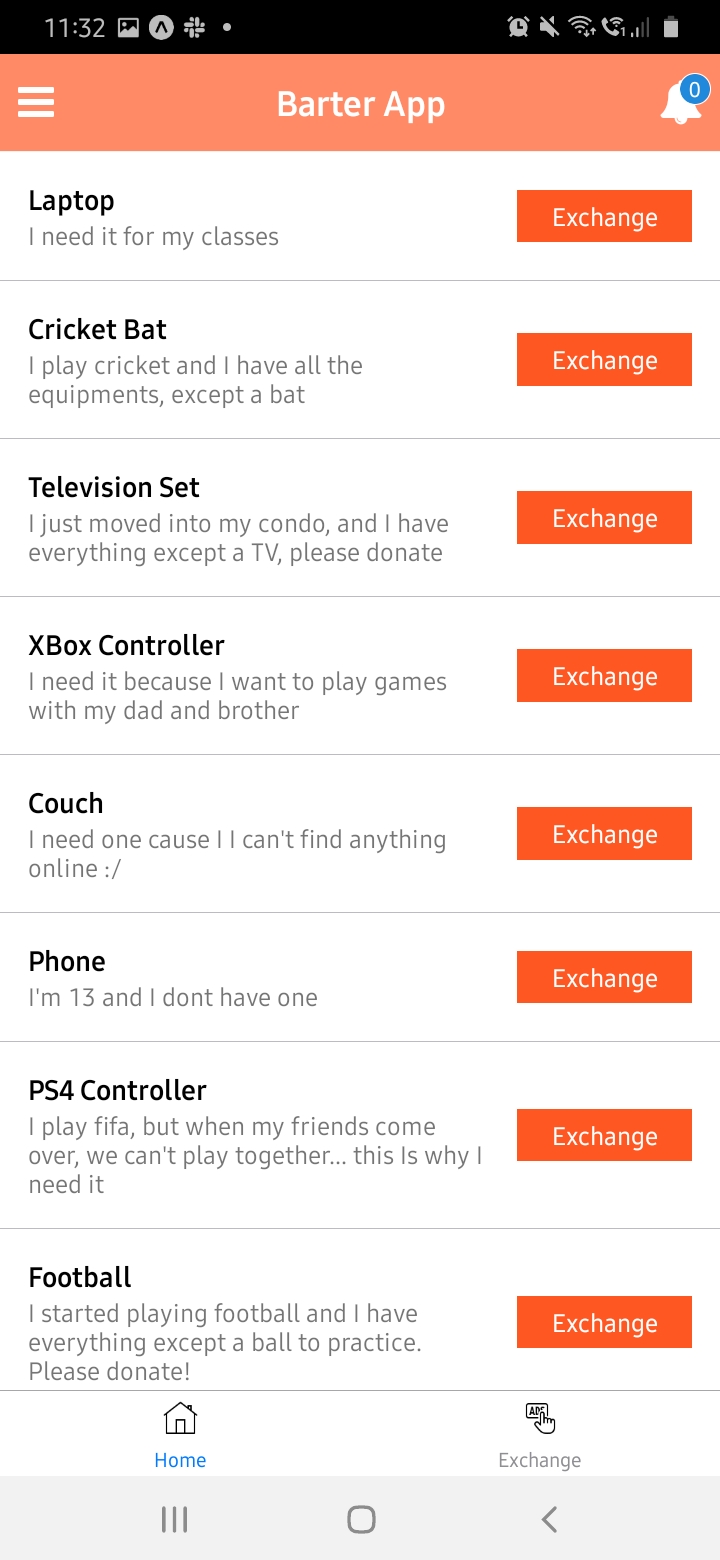 11:32
Barter App
0
Laptop
I need it for my classes
Exchange
Cricket Bat
I play cricket and I have all the
equipments, except a bat
Exchange
Television Set
I just moved into my condo, and I have
everything except a TV, please donate
Exchange
XBox Controller
I need it because I want to play games
with my dad and brother
Exchange
Couch
I need one cause I I can't find anything
online :/
Exchange
Phone
I'm 13 and I dont have one
Exchange
PS4 Controller
I play fifa, but when my friends come
over, we can't play together... this Is why I
need it
Exchange
Football
I started playing football and I have
everything except a ball to practice.
Please donate!
Exchange
ADS
Home
Exchange